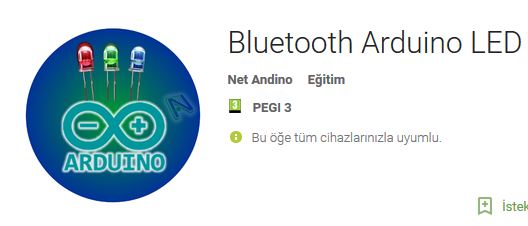 Bluetooth Arduino LED
Net Andino Eğitim
3 PEGI 3
Bu öğe tüm cihazlarınızla uyumlu.
N
ARDUINO
İstek